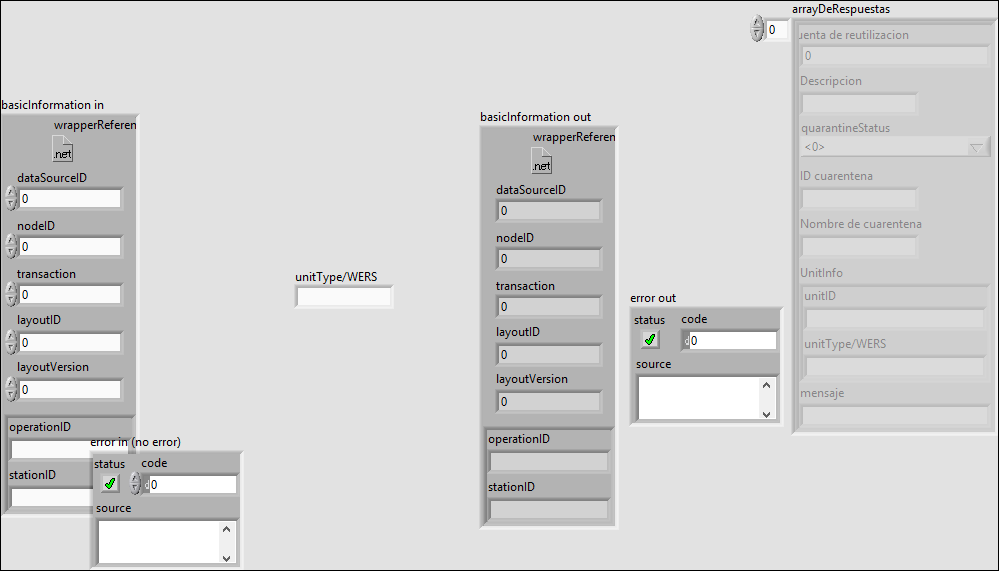 arrayDeRespuestas
0
uenta de reutilizacion
0
Descripcion
quarantineStatus
<0>
ID cuarentena
Nombre de cuarentena
UnitInfo
unitID
unitType/WERS
mensaje
basicInformation in
wrapperReferen
.net
dataSourceID
0
nodeID
0
transaction
0
layoutID
0
layoutVersion
0
operationID
stationID
error in (no error)
status
code
d0
source
unitType/WERS
basicInformation out
wrapperReferen
.net
dataSourceID
0
nodeID
0
transaction
0
layoutID
0
layoutVersion
0
operationID
stationID
error out
status
code
d0
source